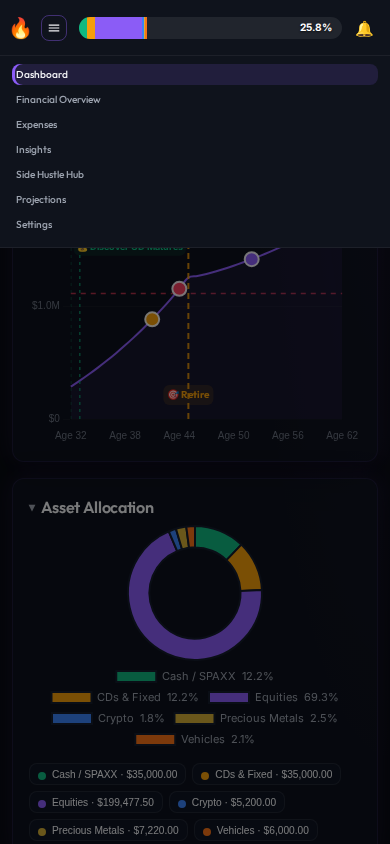 25.8%
Dashboard
Financial Overview
Expenses
Insights
Side Hustle Hub
Projections
Settings
$1.0M
Retire
$0
Age 32 Age 38 Age 44 Age 50 Age 56 Age 62
Asset Allocation
Cash / SPAXX 12.2%
CDs & Fixed 12.2% Equities 69.3%
Crypto 1.8% Precious Metals 2.5%
Vehicles 2.1%
Cash / SPAXX · $35,000.00 CDs & Fixed · $35,000.00
Equities · $199,477.50 Crypto · $5,200.00
Precious Metals · $7,220.00 Vehicles · $6,000.00